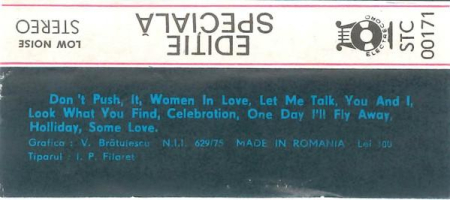 LOW NOISE
STEREO
EDIȚIE
SPECIALĂ
ELECTRECORD
STC
00171
Don't Push, It, Women In Love, Let Me Talk, You And I,
Look What You Find, Celebration, One Day I'll Fly Away,
Holliday, Some Love.
Grafica : V. Brătulescu N.I.I. 629/75 MADE IN ROMANIA Lei 100
Tiparul : I. P. Filaret